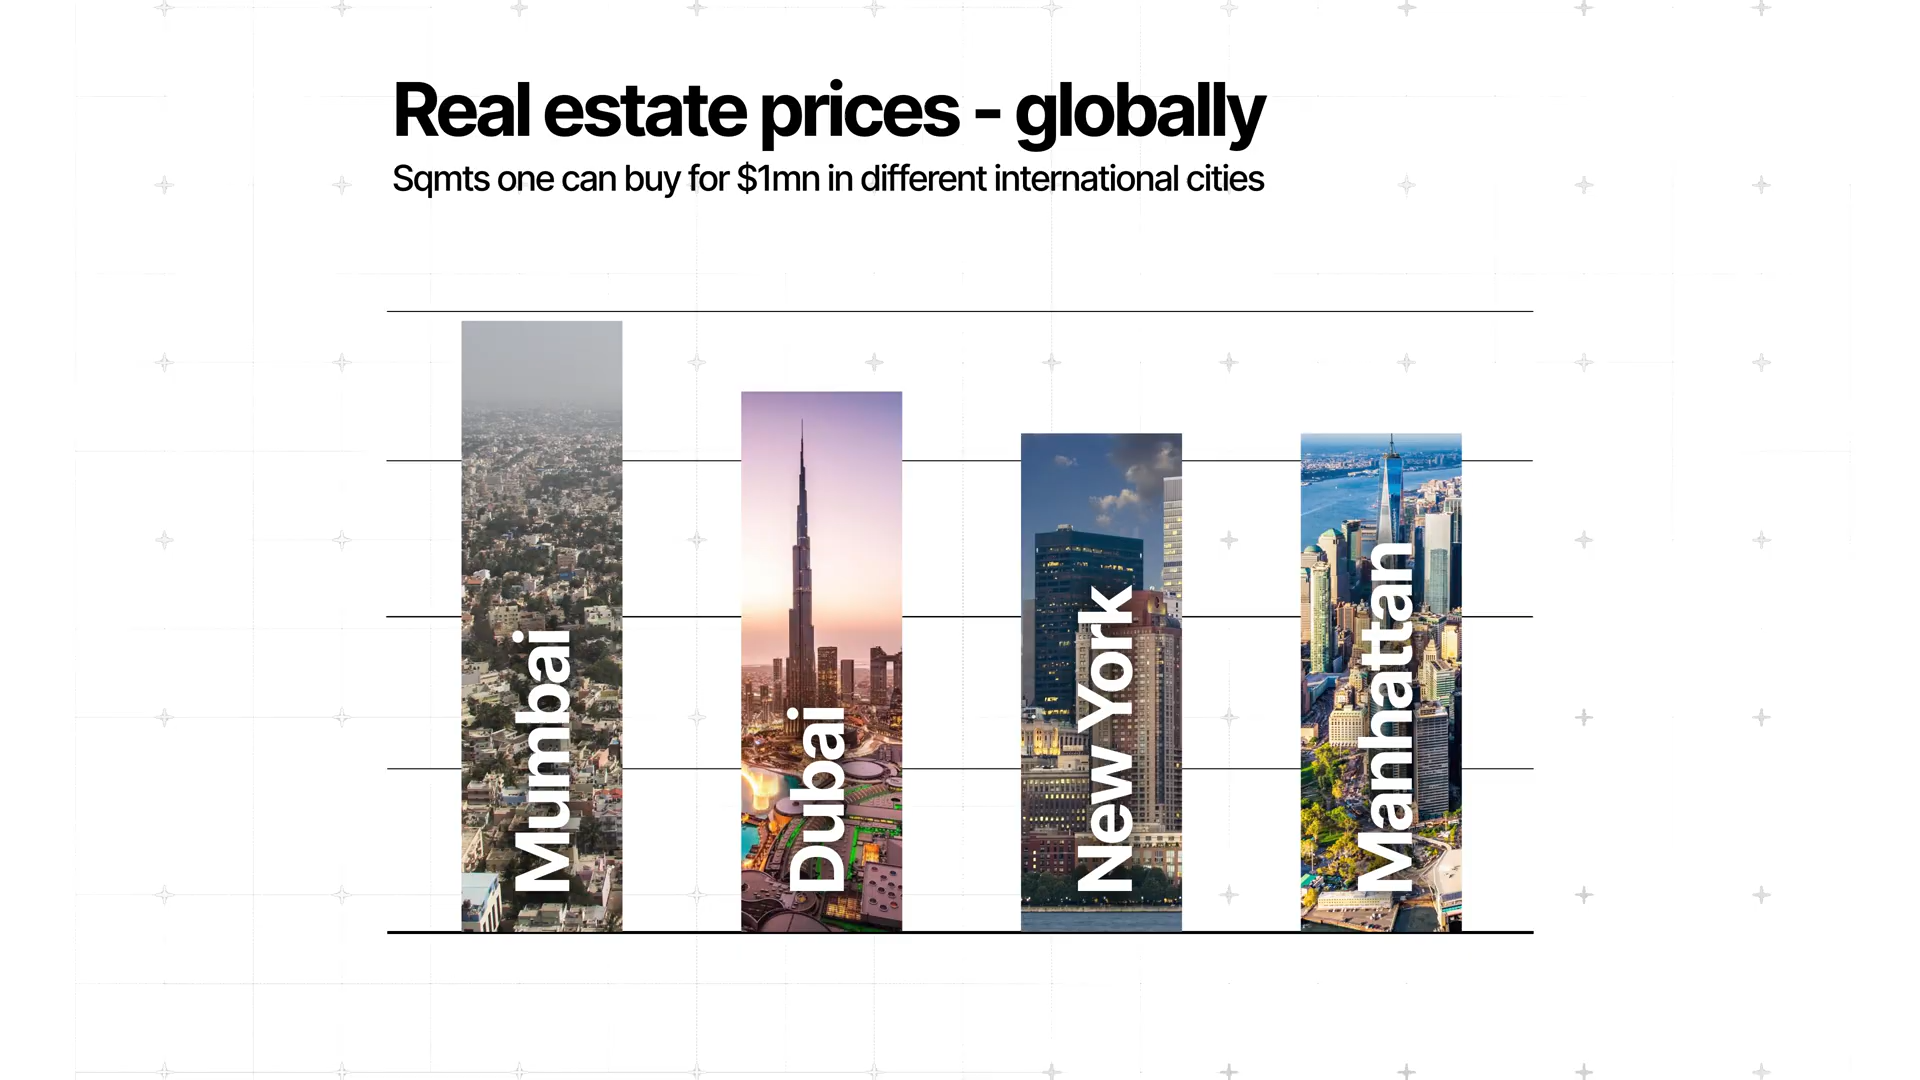 Real estate prices - globally
Sqmts one can buy for $1mn in different international cities
Mumbai
Dubai
New York
Manhattan